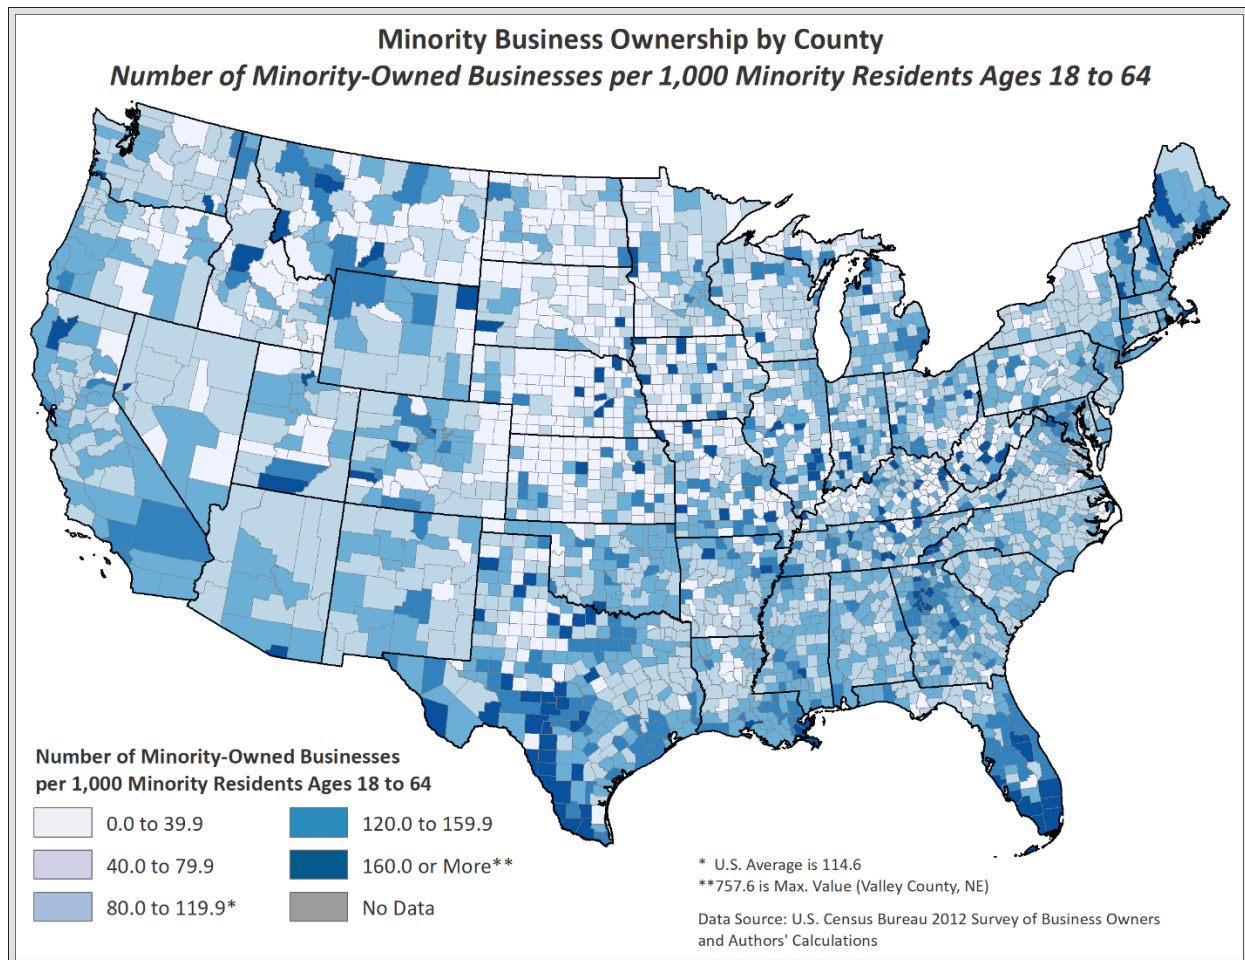 Minority Business Ownership by County
Number of Minority-Owned Businesses per 1,000 Minority Residents Ages 18 to 64
Number of Minority-Owned Businesses
per 1,000 Minority Residents Ages 18 to 64
0.0 to 39.9
40.0 to 79.9
80.0 to 119.9*
120.0 to 159.9
160.0 or More**
No Data
* U.S. Average is 114.6
**757.6 is Max. Value (Valley County, NE)
Data Source: U.S. Census Bureau 2012 Survey of Business Owners
and Authors' Calculations